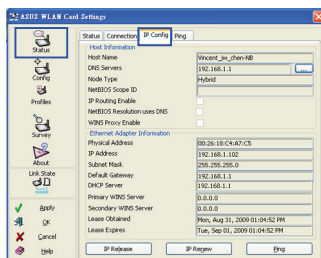 ASUS WLAN Card Settings
Status
Config
Profiles
Survey
About
Link State
Apply
OK
Cancel
Help
Status Connection IP Config Ping
Host Information
Host Name Vincent_jw_chen-NB
DNS Servers 192.168.1.1 ...
Node Type Hybrid
NetBIOS Scope ID
IP Routing Enable
NetBIOS Resolution uses DNS
WINS Proxy Enable
Ethernet Adapter Information
Physical Address 00:26:18:C4:A7:C5
IP Address 192.168.1.102
Subnet Mask 255.255.255.0
Default Gateway 192.168.1.1
DHCP Server 192.168.1.1
Primary WINS Server 0.0.0.0
Secondary WINS Server 0.0.0.0
Lease Obtained Mon, Aug 31, 2009 01:04:52 PM
Lease Expires Tue, Sep 01, 2009 01:04:52 PM
IP Release IP Renew Ping